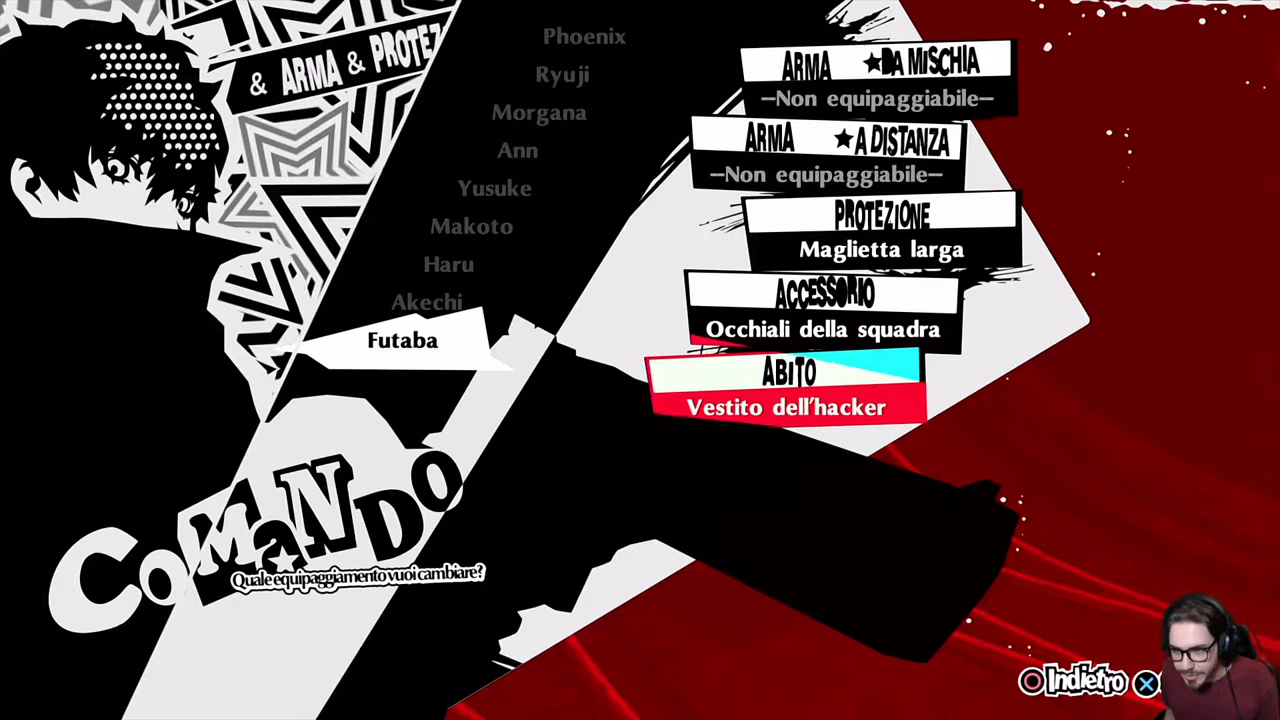 & ARMA & PROTEZ
Phoenix
Ryuji
Morgana
Ann
Yusuke
Makoto
Haru
Akechi
Futaba
ARMA ★DA MISCHIA
—Non equipaggiabile—
ARMA ★A DISTANZA
—Non equipaggiabile—
PROTEZIONE
Maglietta larga
ACCESSORIO
Occhiali della squadra
ABITO
Vestito dell'hacker
COMANDO
Quale equipaggiamento vuoi cambiare?
Indietro